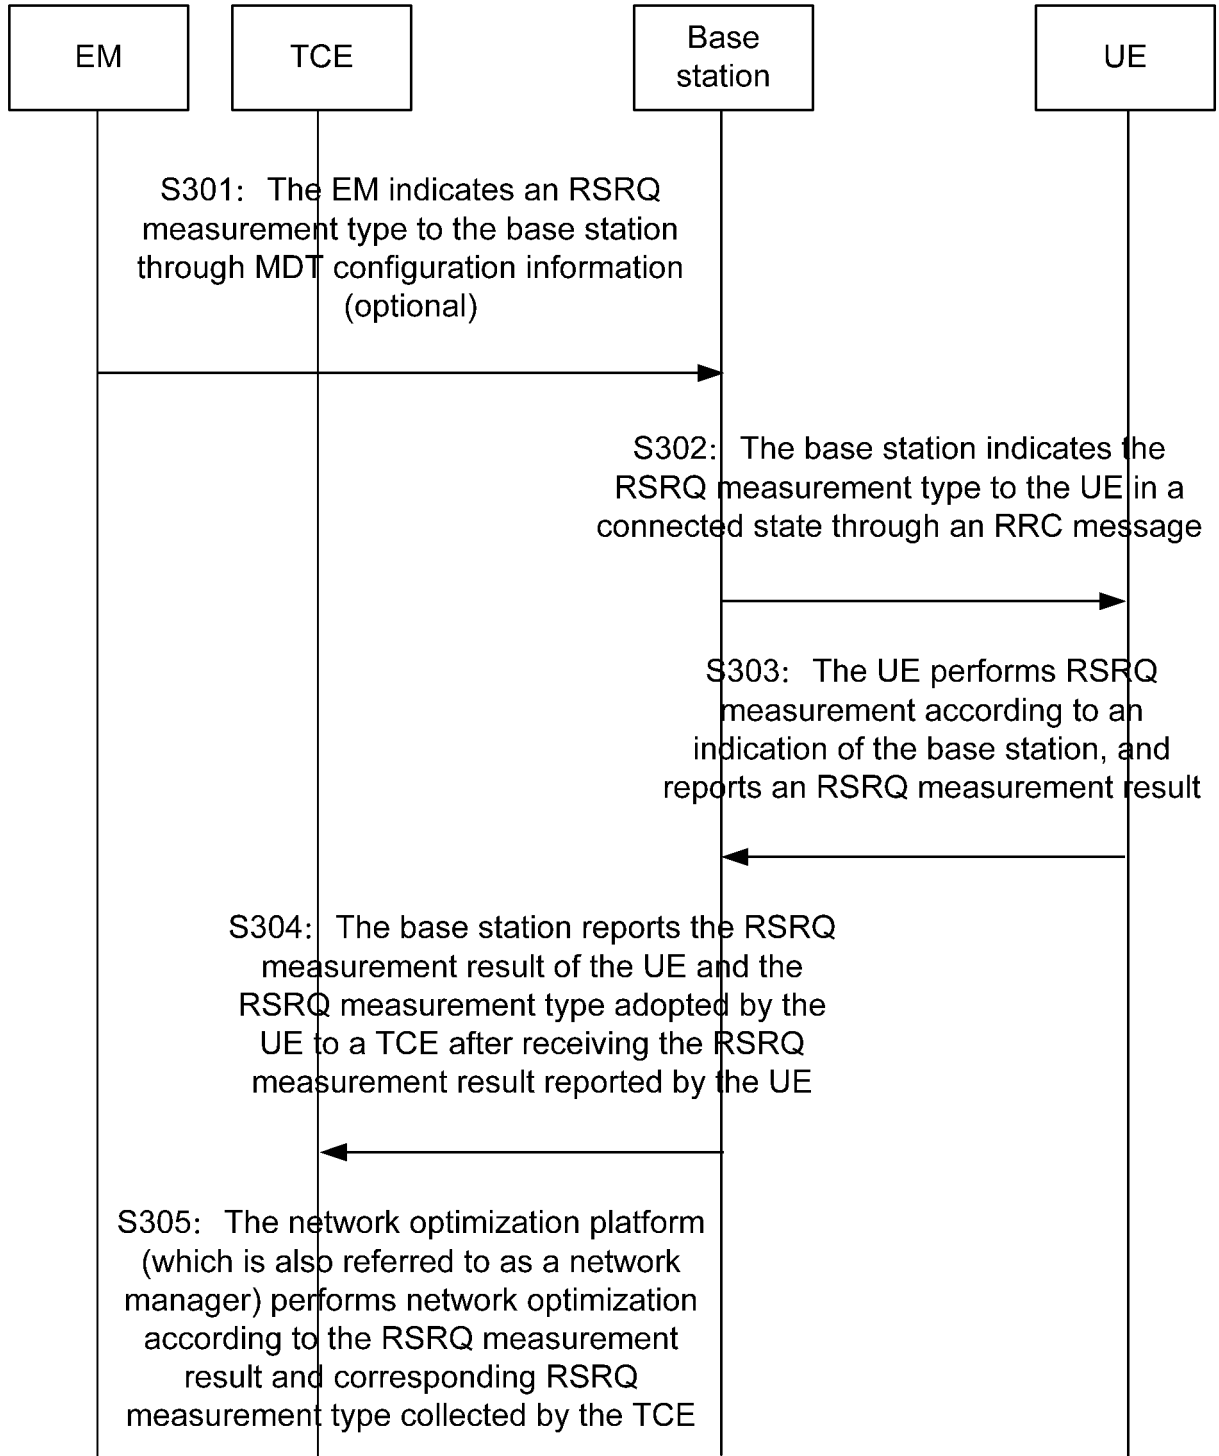 EM
TCE
Base
station
UE
S301: The EM indicates an RSRQ
measurement type to the base station
through MDT configuration information
(optional)
S302: The base station indicates the
RSRQ measurement type to the UE in a
connected state through an RRC message
S303: The UE performs RSRQ
measurement according to an
indication of the base station, and
reports an RSRQ measurement result
S304: The base station reports the RSRQ
measurement result of the UE and the
RSRQ measurement type adopted by the
UE to a TCE after receiving the RSRQ
measurement result reported by the UE
S305: The network optimization platform
(which is also referred to as a network
manager) performs network optimization
according to the RSRQ measurement
result and corresponding RSRQ
measurement type collected by the TCE